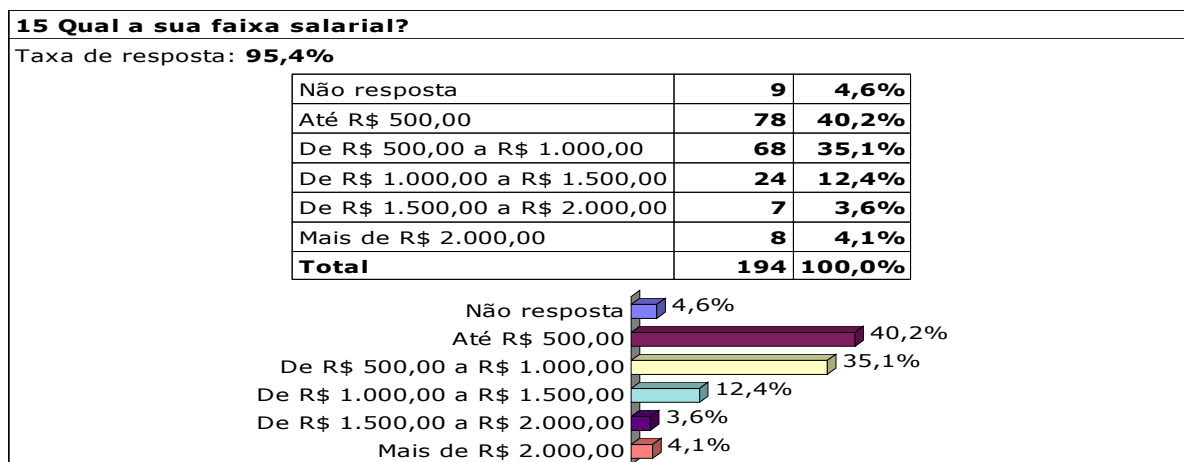 15 Qual a sua faixa salarial?
Taxa de resposta: 95,4%
Não resposta 9 4,6%
Até R$ 500,00 78 40,2%
De R$ 500,00 a R$ 1.000,00 68 35,1%
De R$ 1.000,00 a R$ 1.500,00 24 12,4%
De R$ 1.500,00 a R$ 2.000,00 7 3,6%
Mais de R$ 2.000,00 8 4,1%
Total 194 100,0%
Não resposta 4,6%
Até R$ 500,00 40,2%
De R$ 500,00 a R$ 1.000,00 35,1%
De R$ 1.000,00 a R$ 1.500,00 12,4%
De R$ 1.500,00 a R$ 2.000,00 3,6%
Mais de R$ 2.000,00 4,1%